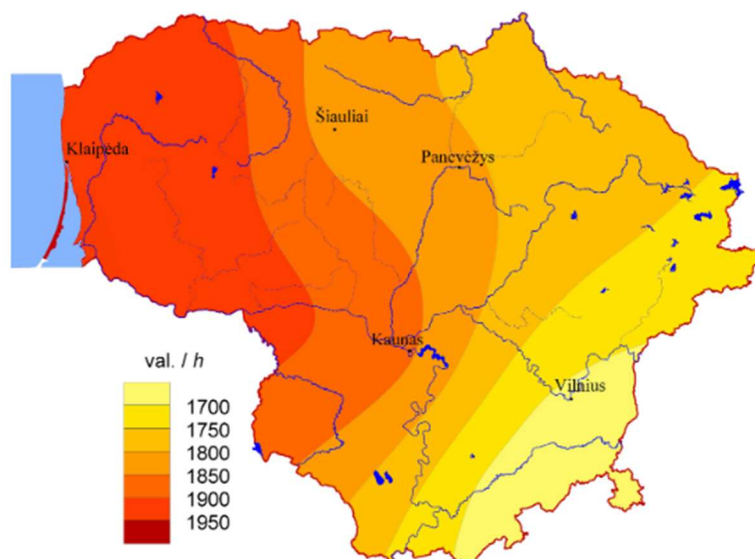 Šiauliai
Klaipėda
Panevėžys
Kaunas
val. / h
Vilnius
1700
1750
1800
1850
1900
1950